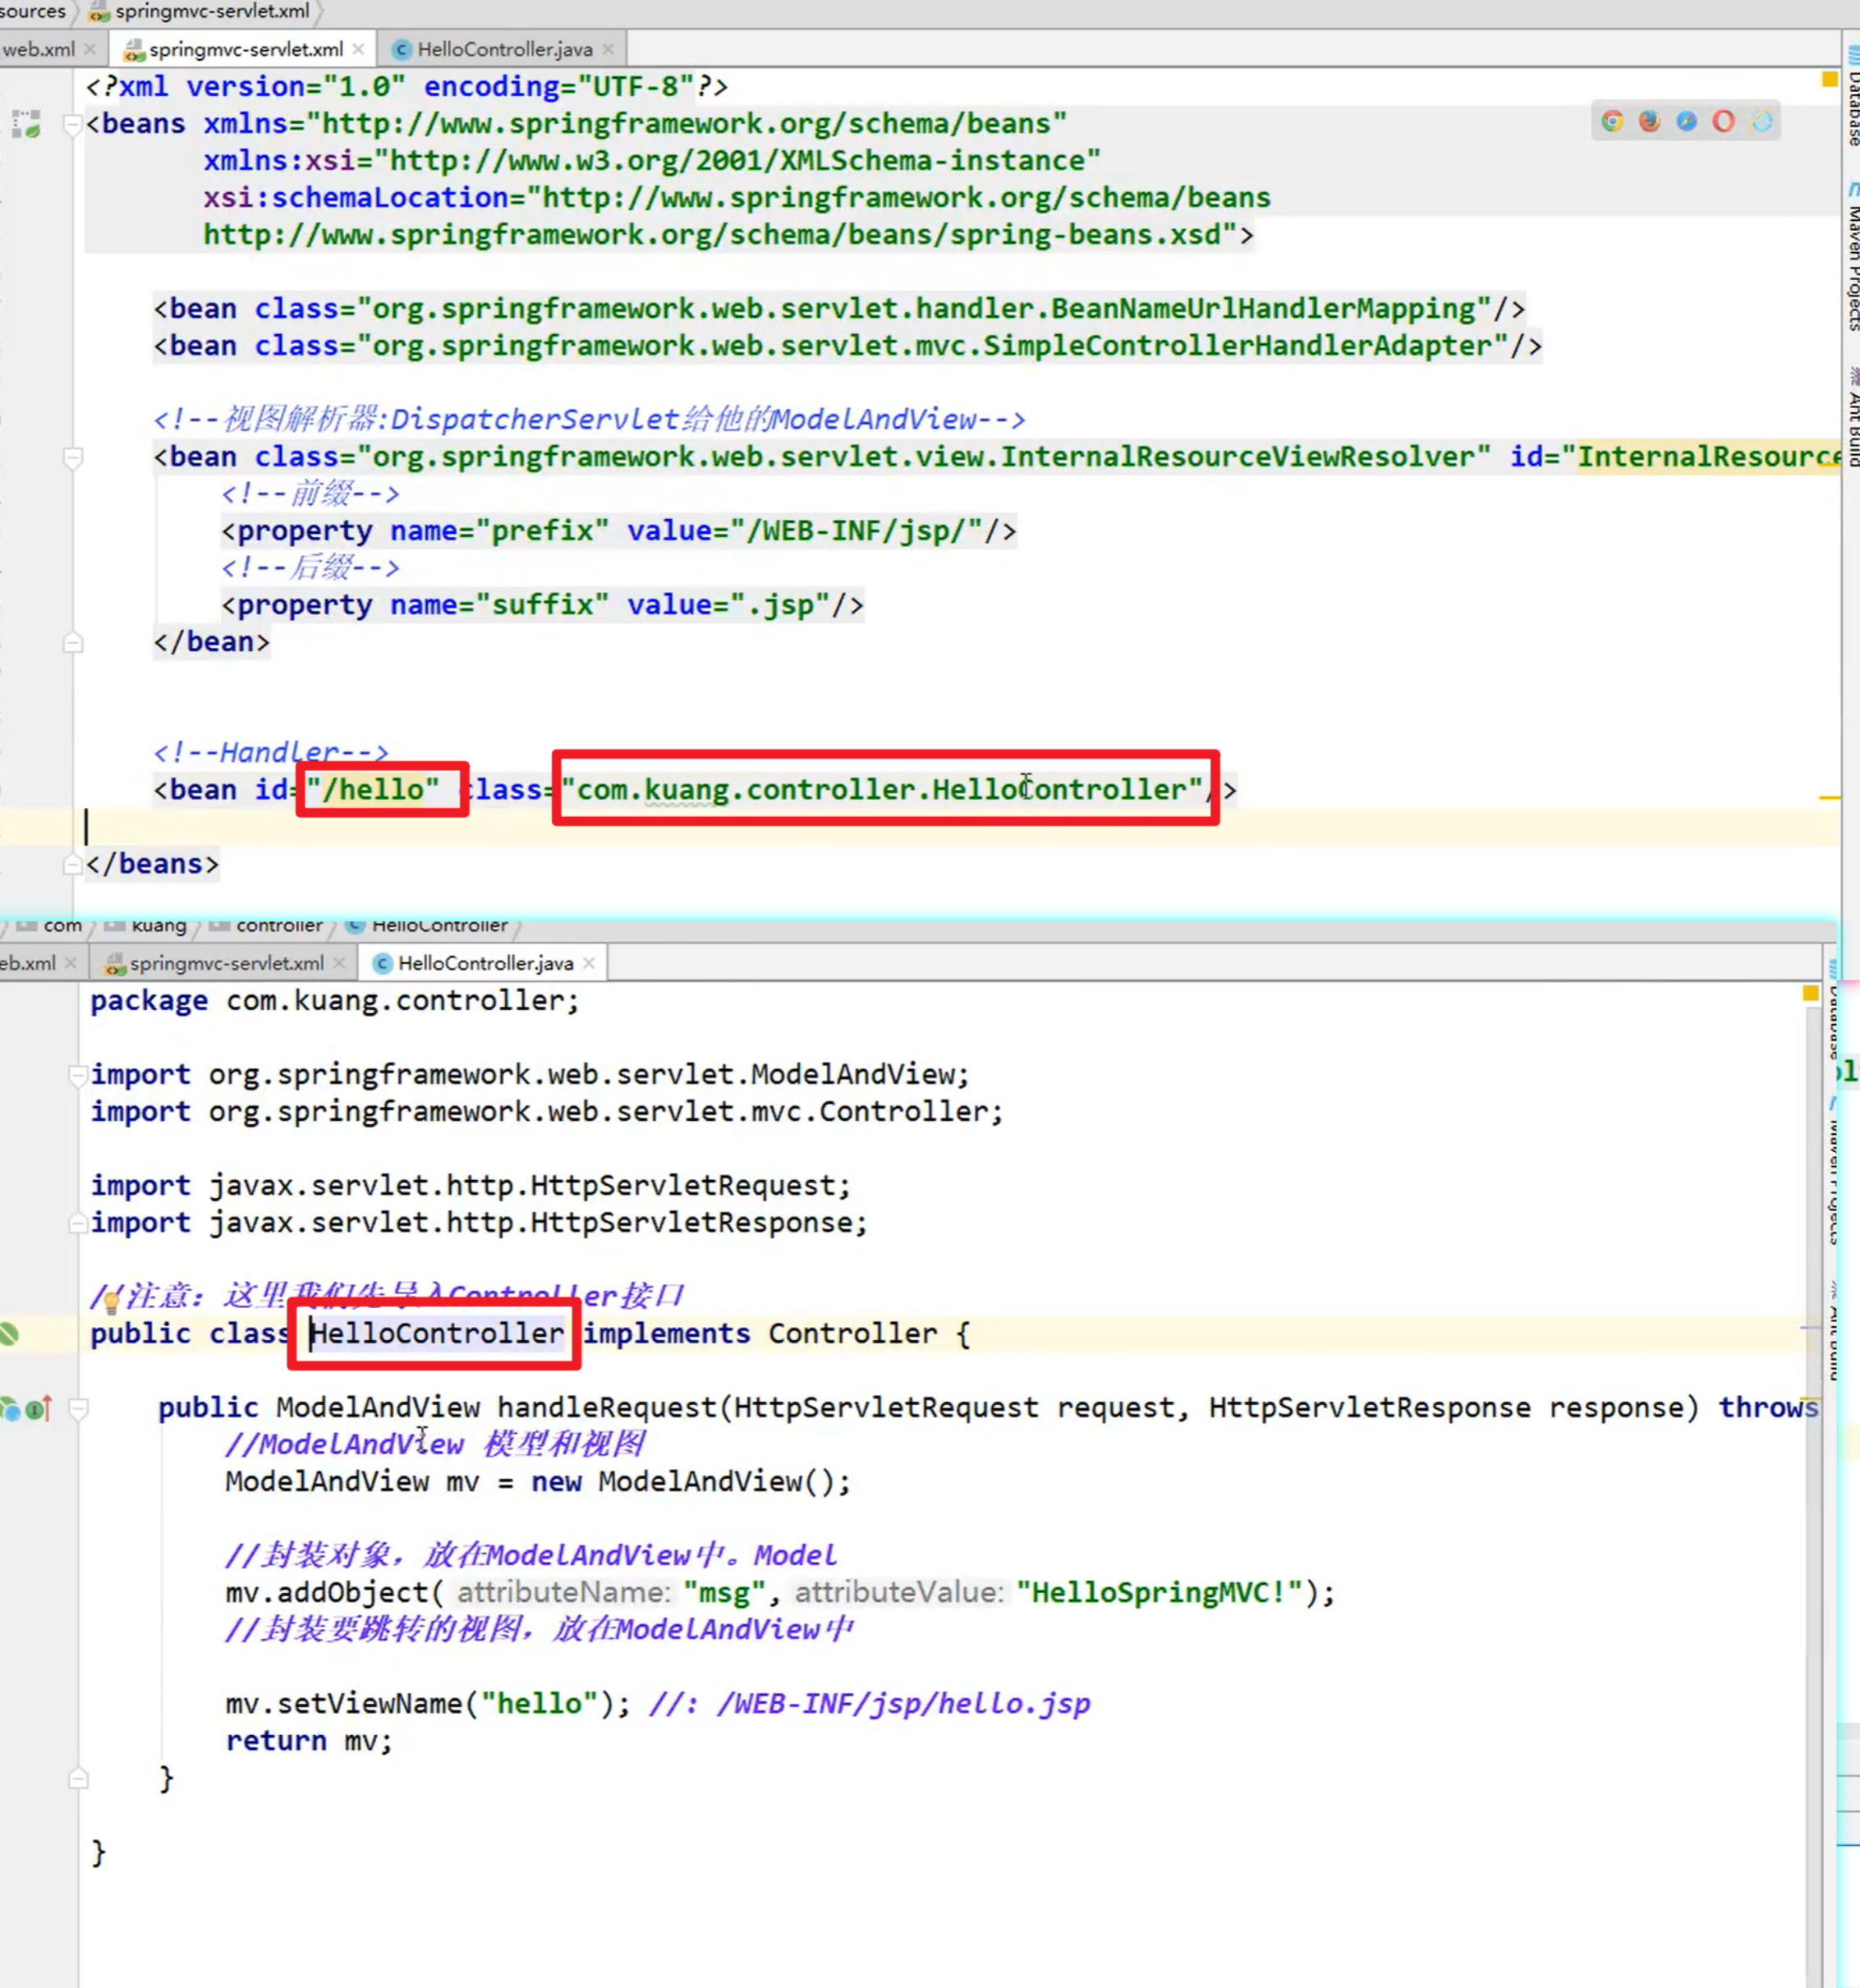 sources springmvc-servlet.xml
web.xml springmvc-servlet.xml HelloController.java
<?xml version="1.0" encoding="UTF-8"?>
<beans xmlns="http://www.springframework.org/schema/beans"
xmlns:xsi="http://www.w3.org/2001/XMLSchema-instance"
xsi:schemaLocation="http://www.springframework.org/schema/beans
http://www.springframework.org/schema/beans/spring-beans.xsd">
<bean class="org.springframework.web.servlet.handler.BeanNameUrlHandlerMapping"/>
<bean class="org.springframework.web.servlet.mvc.SimpleControllerHandlerAdapter"/>
<!--视图解析器:DispatcherServlet给他的ModelAndView-->
<bean class="org.springframework.web.servlet.view.InternalResourceViewResolver" id="InternalResource
<!--前缀-->
<property name="prefix" value="/WEB-INF/jsp/"/>
<!--后缀-->
<property name="suffix" value=".jsp"/>
</bean>
<!--Handler-->
<bean id="/hello" class="com.kuang.controller.HelloController"/>
</beans>
Database
Maven Projects
Ant Build
com kuang controller HelloController
eb.xml springmvc-servlet.xml HelloController.java
package com.kuang.controller;
import org.springframework.web.servlet.ModelAndView;
import org.springframework.web.servlet.mvc.Controller;
import javax.servlet.http.HttpServletRequest;
import javax.servlet.http.HttpServletResponse;
//注意：这里我们先导入Controller接口
public class HelloController implements Controller {
public ModelAndView handleRequest(HttpServletRequest request, HttpServletResponse response) throws
//ModelAndView 模型和视图
ModelAndView mv = new ModelAndView();
//封装对象，放在ModelAndView中。Model
mv.addObject( attributeName: "msg", attributeValue: "HelloSpringMVC!");
//封装要跳转的视图，放在ModelAndView中
mv.setViewName("hello"); //: /WEB-INF/jsp/hello.jsp
return mv;
}
}